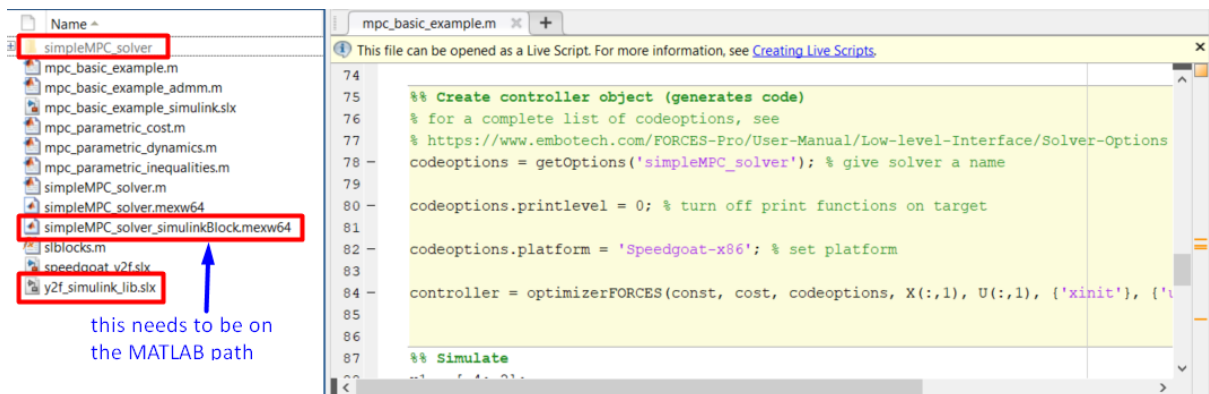 Name
simpleMPC_solver
mpc_basic_example.m
mpc_basic_example_admm.m
mpc_basic_example_simulink.slx
mpc_parametric_cost.m
mpc_parametric_dynamics.m
mpc_parametric_inequalities.m
simpleMPC_solver.m
simpleMPC_solver.mexw64
simpleMPC_solver_simulinkBlock.mexw64
slblocks.m
speedgoat_y2f.slx
y2f_simulink_lib.slx
this needs to be on
the MATLAB path
mpc_basic_example.m
This file can be opened as a Live Script. For more information, see Creating Live Scripts.
74
75 %% Create controller object (generates code)
76 % for a complete list of codeoptions, see
77 % https://www.embotech.com/FORCES-Pro/User-Manual/Low-level-Interface/Solver-Options
78 - codeoptions = getOptions('simpleMPC_solver'); % give solver a name
79
80 - codeoptions.printlevel = 0; % turn off print functions on target
81
82 - codeoptions.platform = 'Speedgoat-x86'; % set platform
83
84 - controller = optimizerFORCES(const, cost, codeoptions, X(:,1), U(:,1), {'xinit'}, {'
85
86
87 %% Simulate